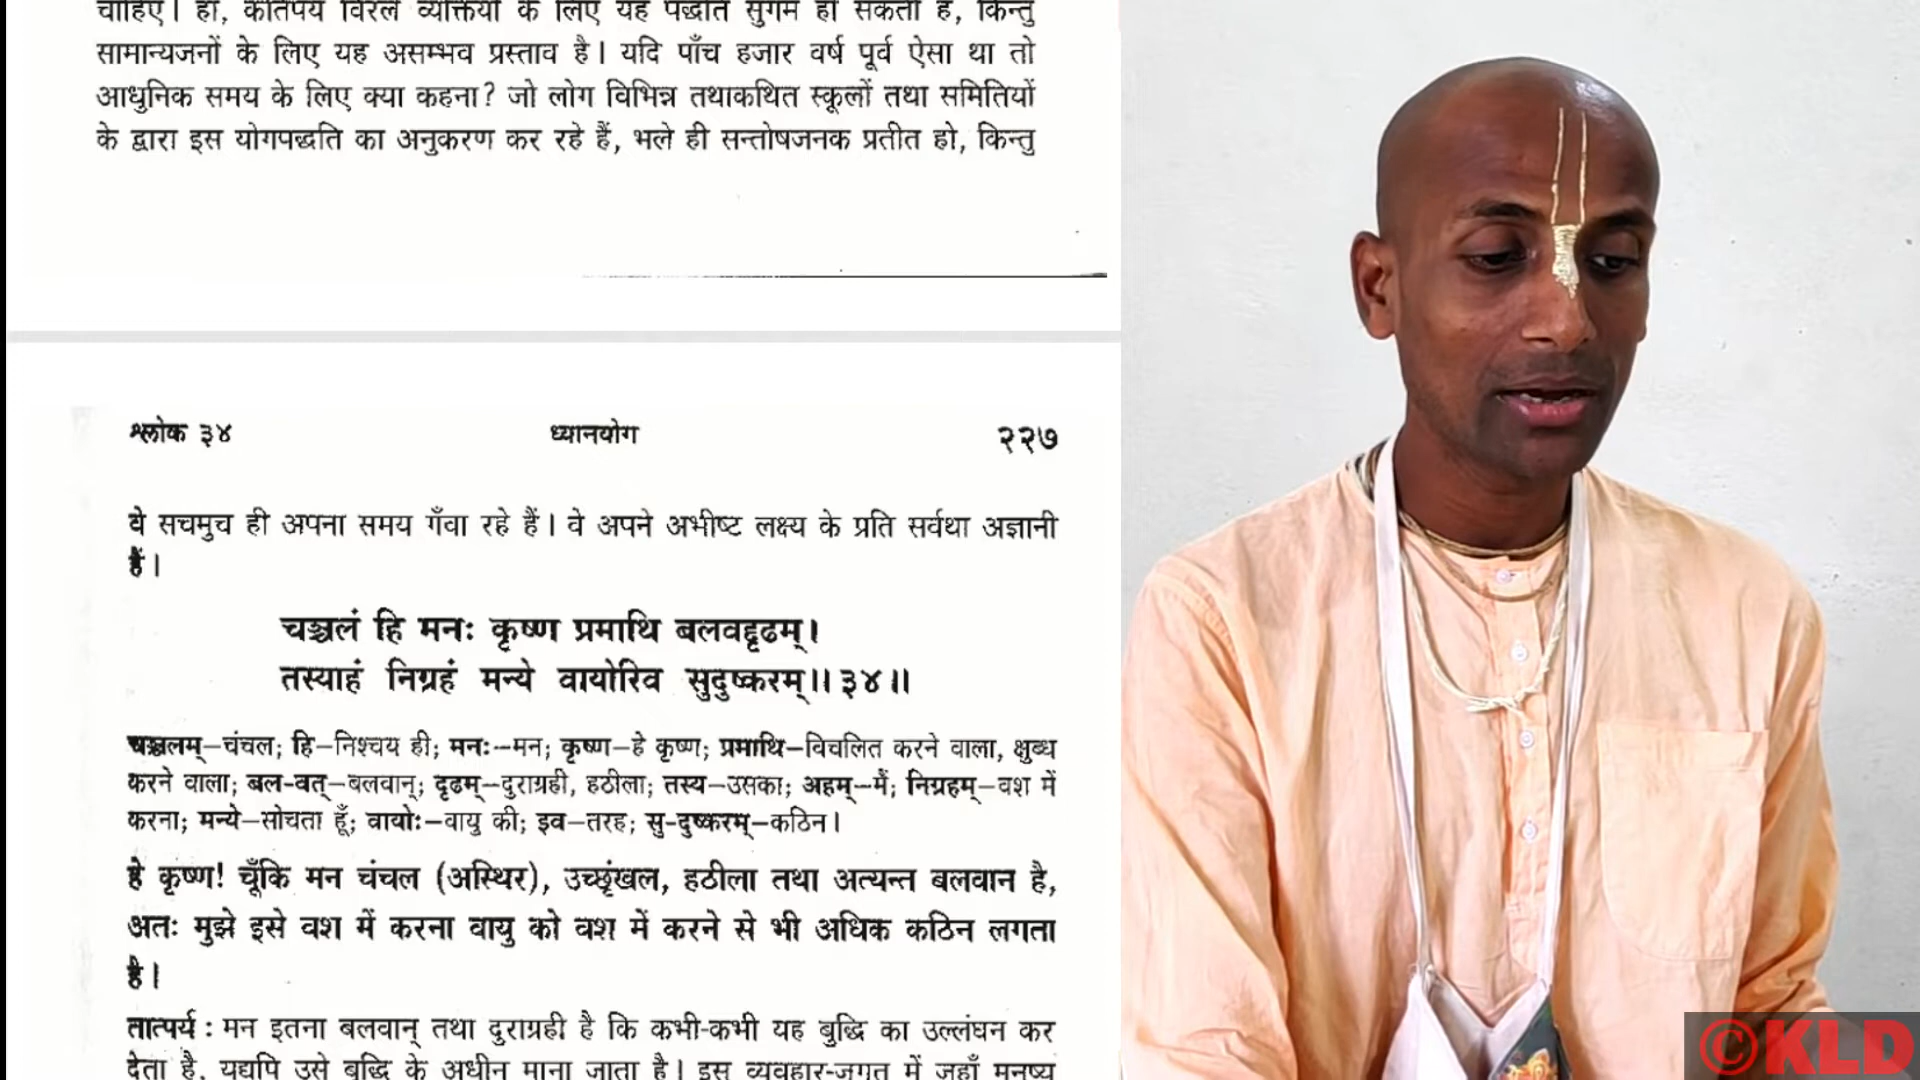 चाहिए। हाँ, कतिपय विरले व्यक्तियों के लिए यह पद्धति सुगम हो सकती है, किन्तु
सामान्यजनों के लिए यह असम्भव प्रस्ताव है। यदि पाँच हजार वर्ष पूर्व ऐसा था तो
आधुनिक समय के लिए क्या कहना? जो लोग विभिन्न तथाकथित स्कूलों तथा समितियों
के द्वारा इस योगपद्धति का अनुकरण कर रहे हैं, भले ही सन्तोषजनक प्रतीत हो, किन्तु
श्लोक ३४ ध्यानयोग २२७
वे सचमुच ही अपना समय गँवा रहे हैं। वे अपने अभीष्ट लक्ष्य के प्रति सर्वथा अज्ञानी
हैं।
चञ्चलं हि मनः कृष्ण प्रमाथि बलवद्दृढम्।
तस्याहं निग्रहं मन्ये वायोरिव सुदुष्करम्॥३४॥
चञ्चलम्–चंचल; हि–निश्चय ही; मनः–मन; कृष्ण–हे कृष्ण; प्रमाथि–विचलित करने वाला, क्षुब्ध
करने वाला; बल-वत्–बलवान्; दृढम्–दुराग्रही, हठीला; तस्य–उसका; अहम्–मैं; निग्रहम्–वश में
करना; मन्ये–सोचता हूँ; वायोः–वायु की; इव–तरह; सु-दुष्करम्–कठिन।
हे कृष्ण! चूँकि मन चंचल (अस्थिर), उच्छृंखल, हठीला तथा अत्यन्त बलवान है,
अतः मुझे इसे वश में करना वायु को वश में करने से भी अधिक कठिन लगता
है।
तात्पर्य : मन इतना बलवान् तथा दुराग्रही है कि कभी-कभी यह बुद्धि का उल्लंघन कर
देता है, यद्यपि उसे बुद्धि के अधीन माना जाता है। इस व्यवहार-जगत में जहाँ मनुष्य
©KLD